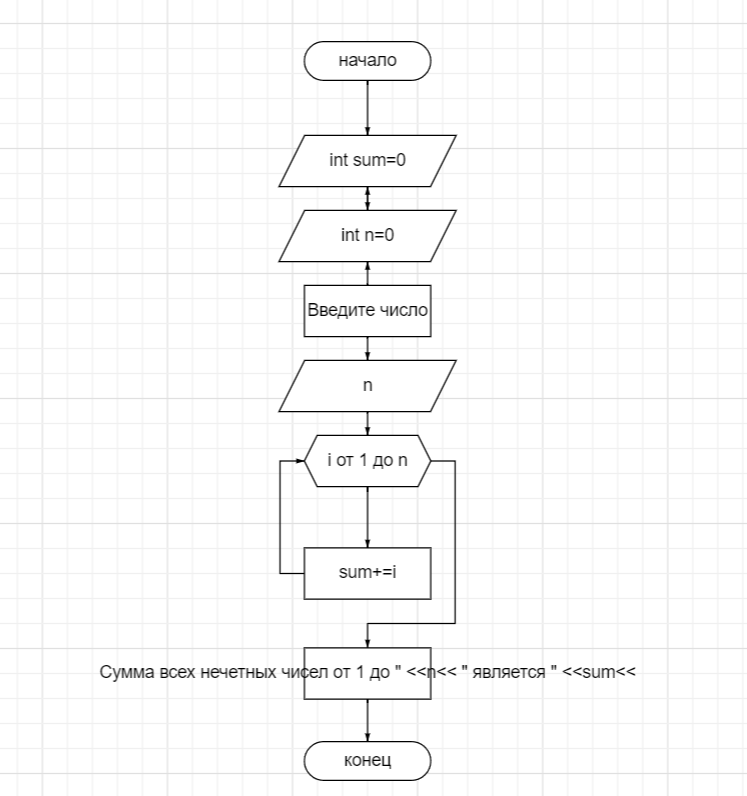 начало
int sum=0
int n=0
Введите число
n
i от 1 до n
sum+=i
Сумма всех нечетных чисел от 1 до " <<n<< " является " <<sum<<
конец